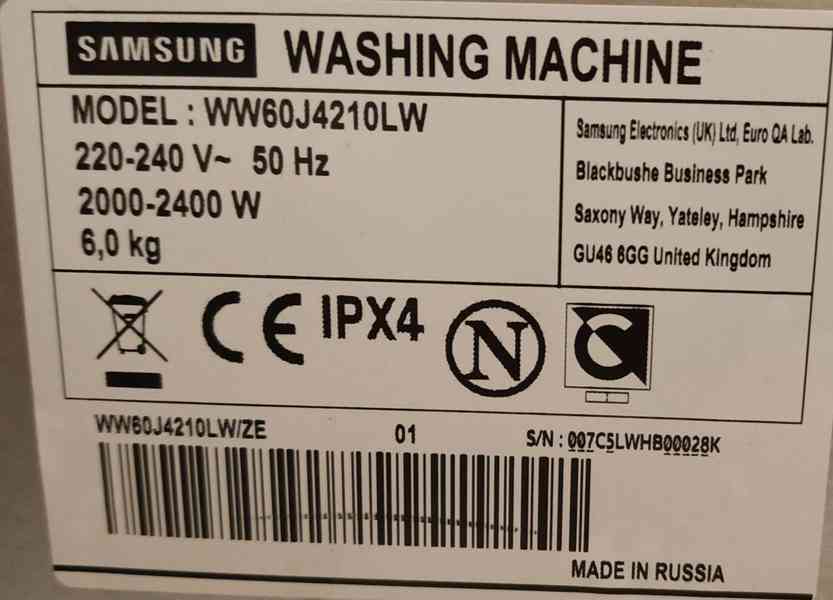 SAMSUNG WASHING MACHINE
MODEL : WW60J4210LW
220-240 V~ 50 Hz
2000-2400 W
6,0 kg
Samsung Electronics (UK) Ltd, Euro QA Lab.
Blackbushe Business Park
Saxony Way, Yateley, Hampshire
GU46 6GG United Kingdom
CE IPX4 N
WW60J4210LW/ZE 01 S/N : 007C5LWHB00028K
MADE IN RUSSIA